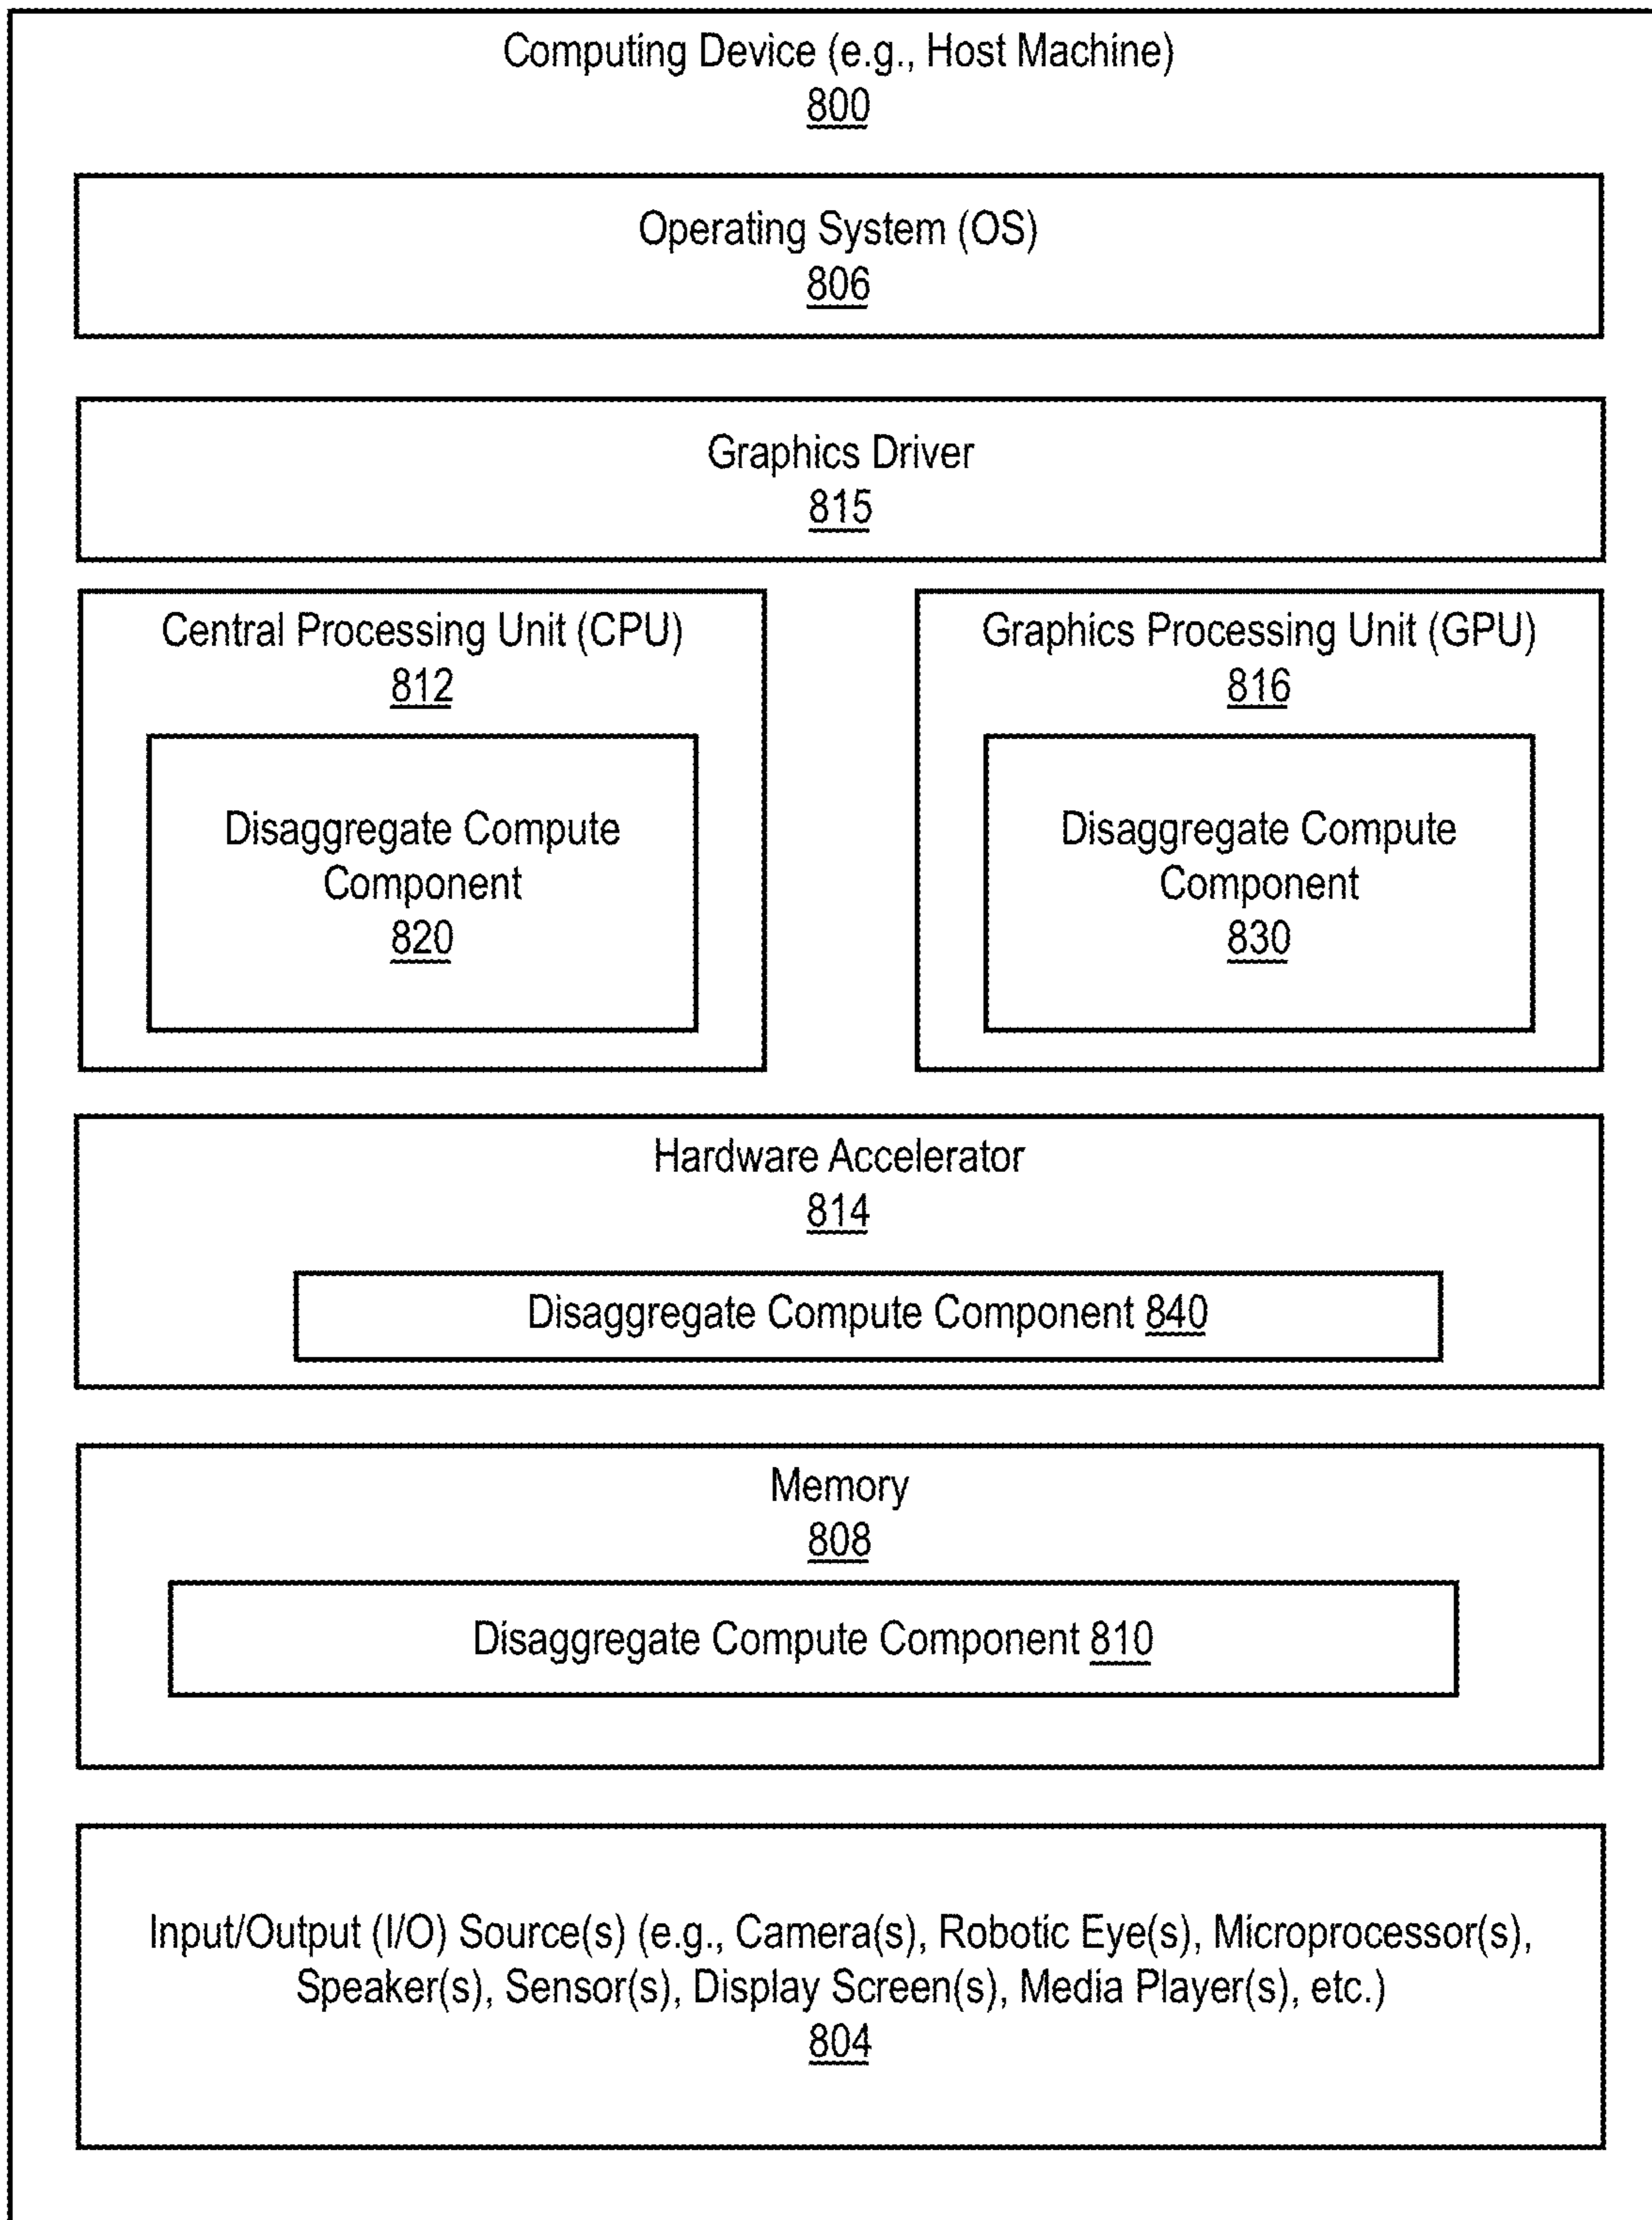 Computing Device (e.g., Host Machine)
800
Operating System (OS)
806
Graphics Driver
815
Central Processing Unit (CPU)
812
Disaggregate Compute
Component
820
Graphics Processing Unit (GPU)
816
Disaggregate Compute
Component
830
Hardware Accelerator
814
Disaggregate Compute Component 840
Memory
808
Disaggregate Compute Component 810
Input/Output (I/O) Source(s) (e.g., Camera(s), Robotic Eye(s), Microprocessor(s),
Speaker(s), Sensor(s), Display Screen(s), Media Player(s), etc.)
804